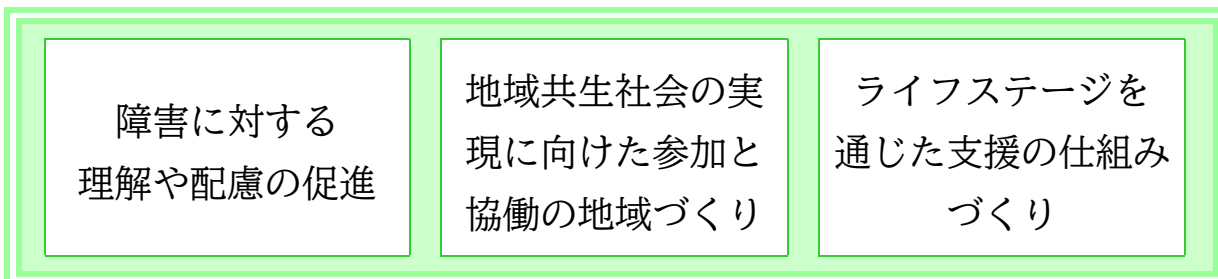 障害に対する
理解や配慮の促進
地域共生社会の実
現に向けた参加と
協働の地域づくり
ライフステージを
通じた支援の仕組み
づくり